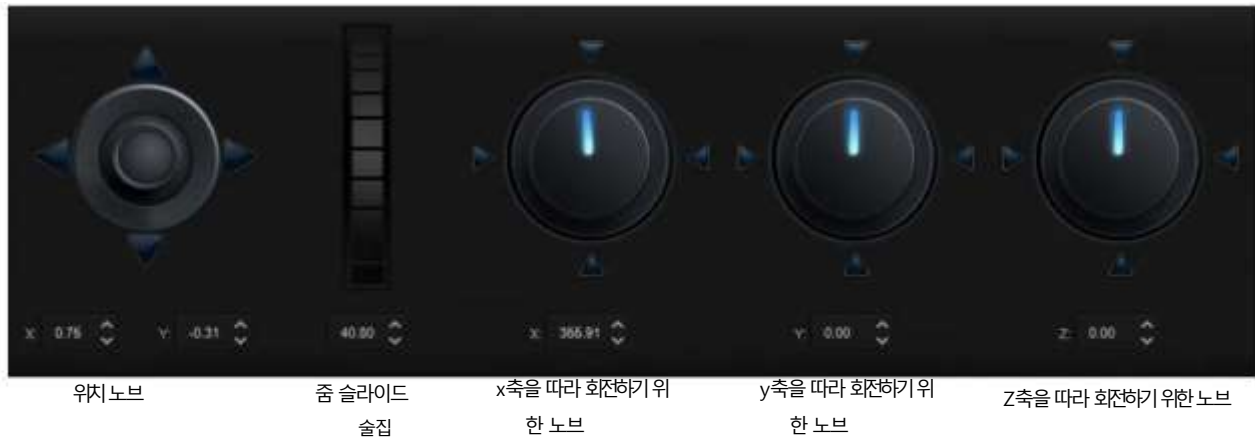 X: 0.75 Y: -0.31 40.80 X: 366.91 Y: 0.00 Z: 0.00
위치 노브
줌 슬라이드
술집
x축을 따라 회전하기 위
한 노브
y축을 따라 회전하기 위
한 노브
Z축을 따라 회전하기 위한 노브